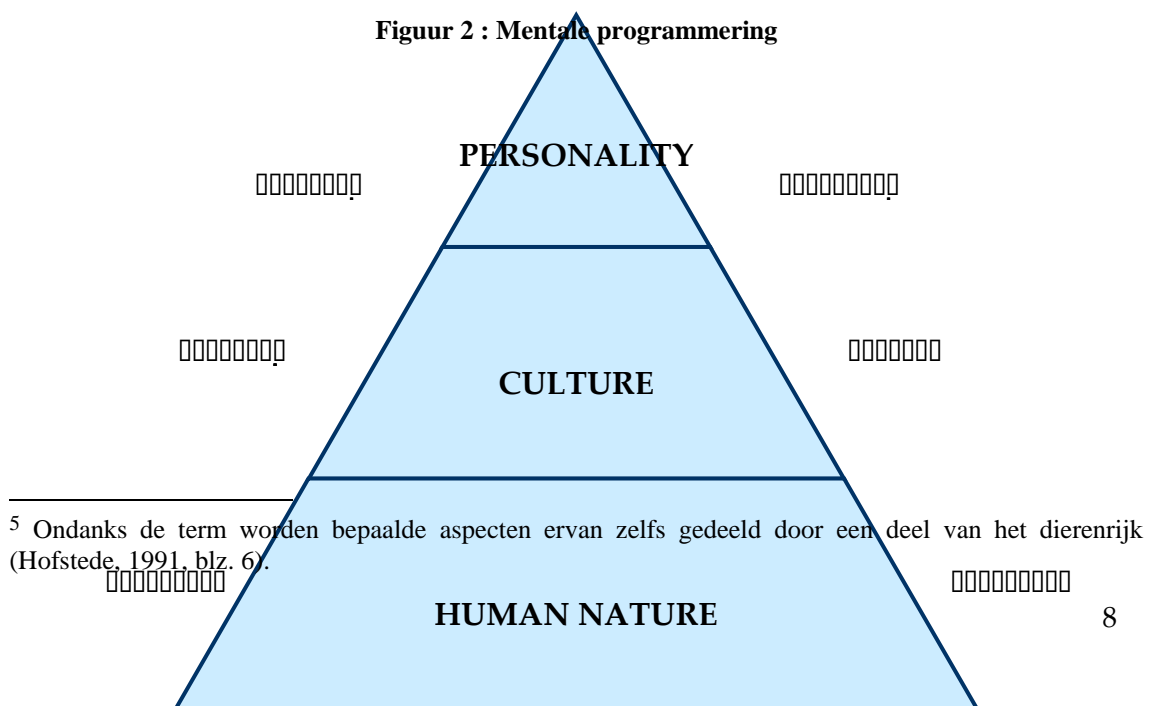 Figuur 2 : Mentale programmering
PERSONALITY
CULTURE
5 Ondanks de term worden bepaalde aspecten ervan zelfs gedeeld door een deel van het dierenrijk
(Hofstede, 1991, blz. 6).
HUMAN NATURE
8